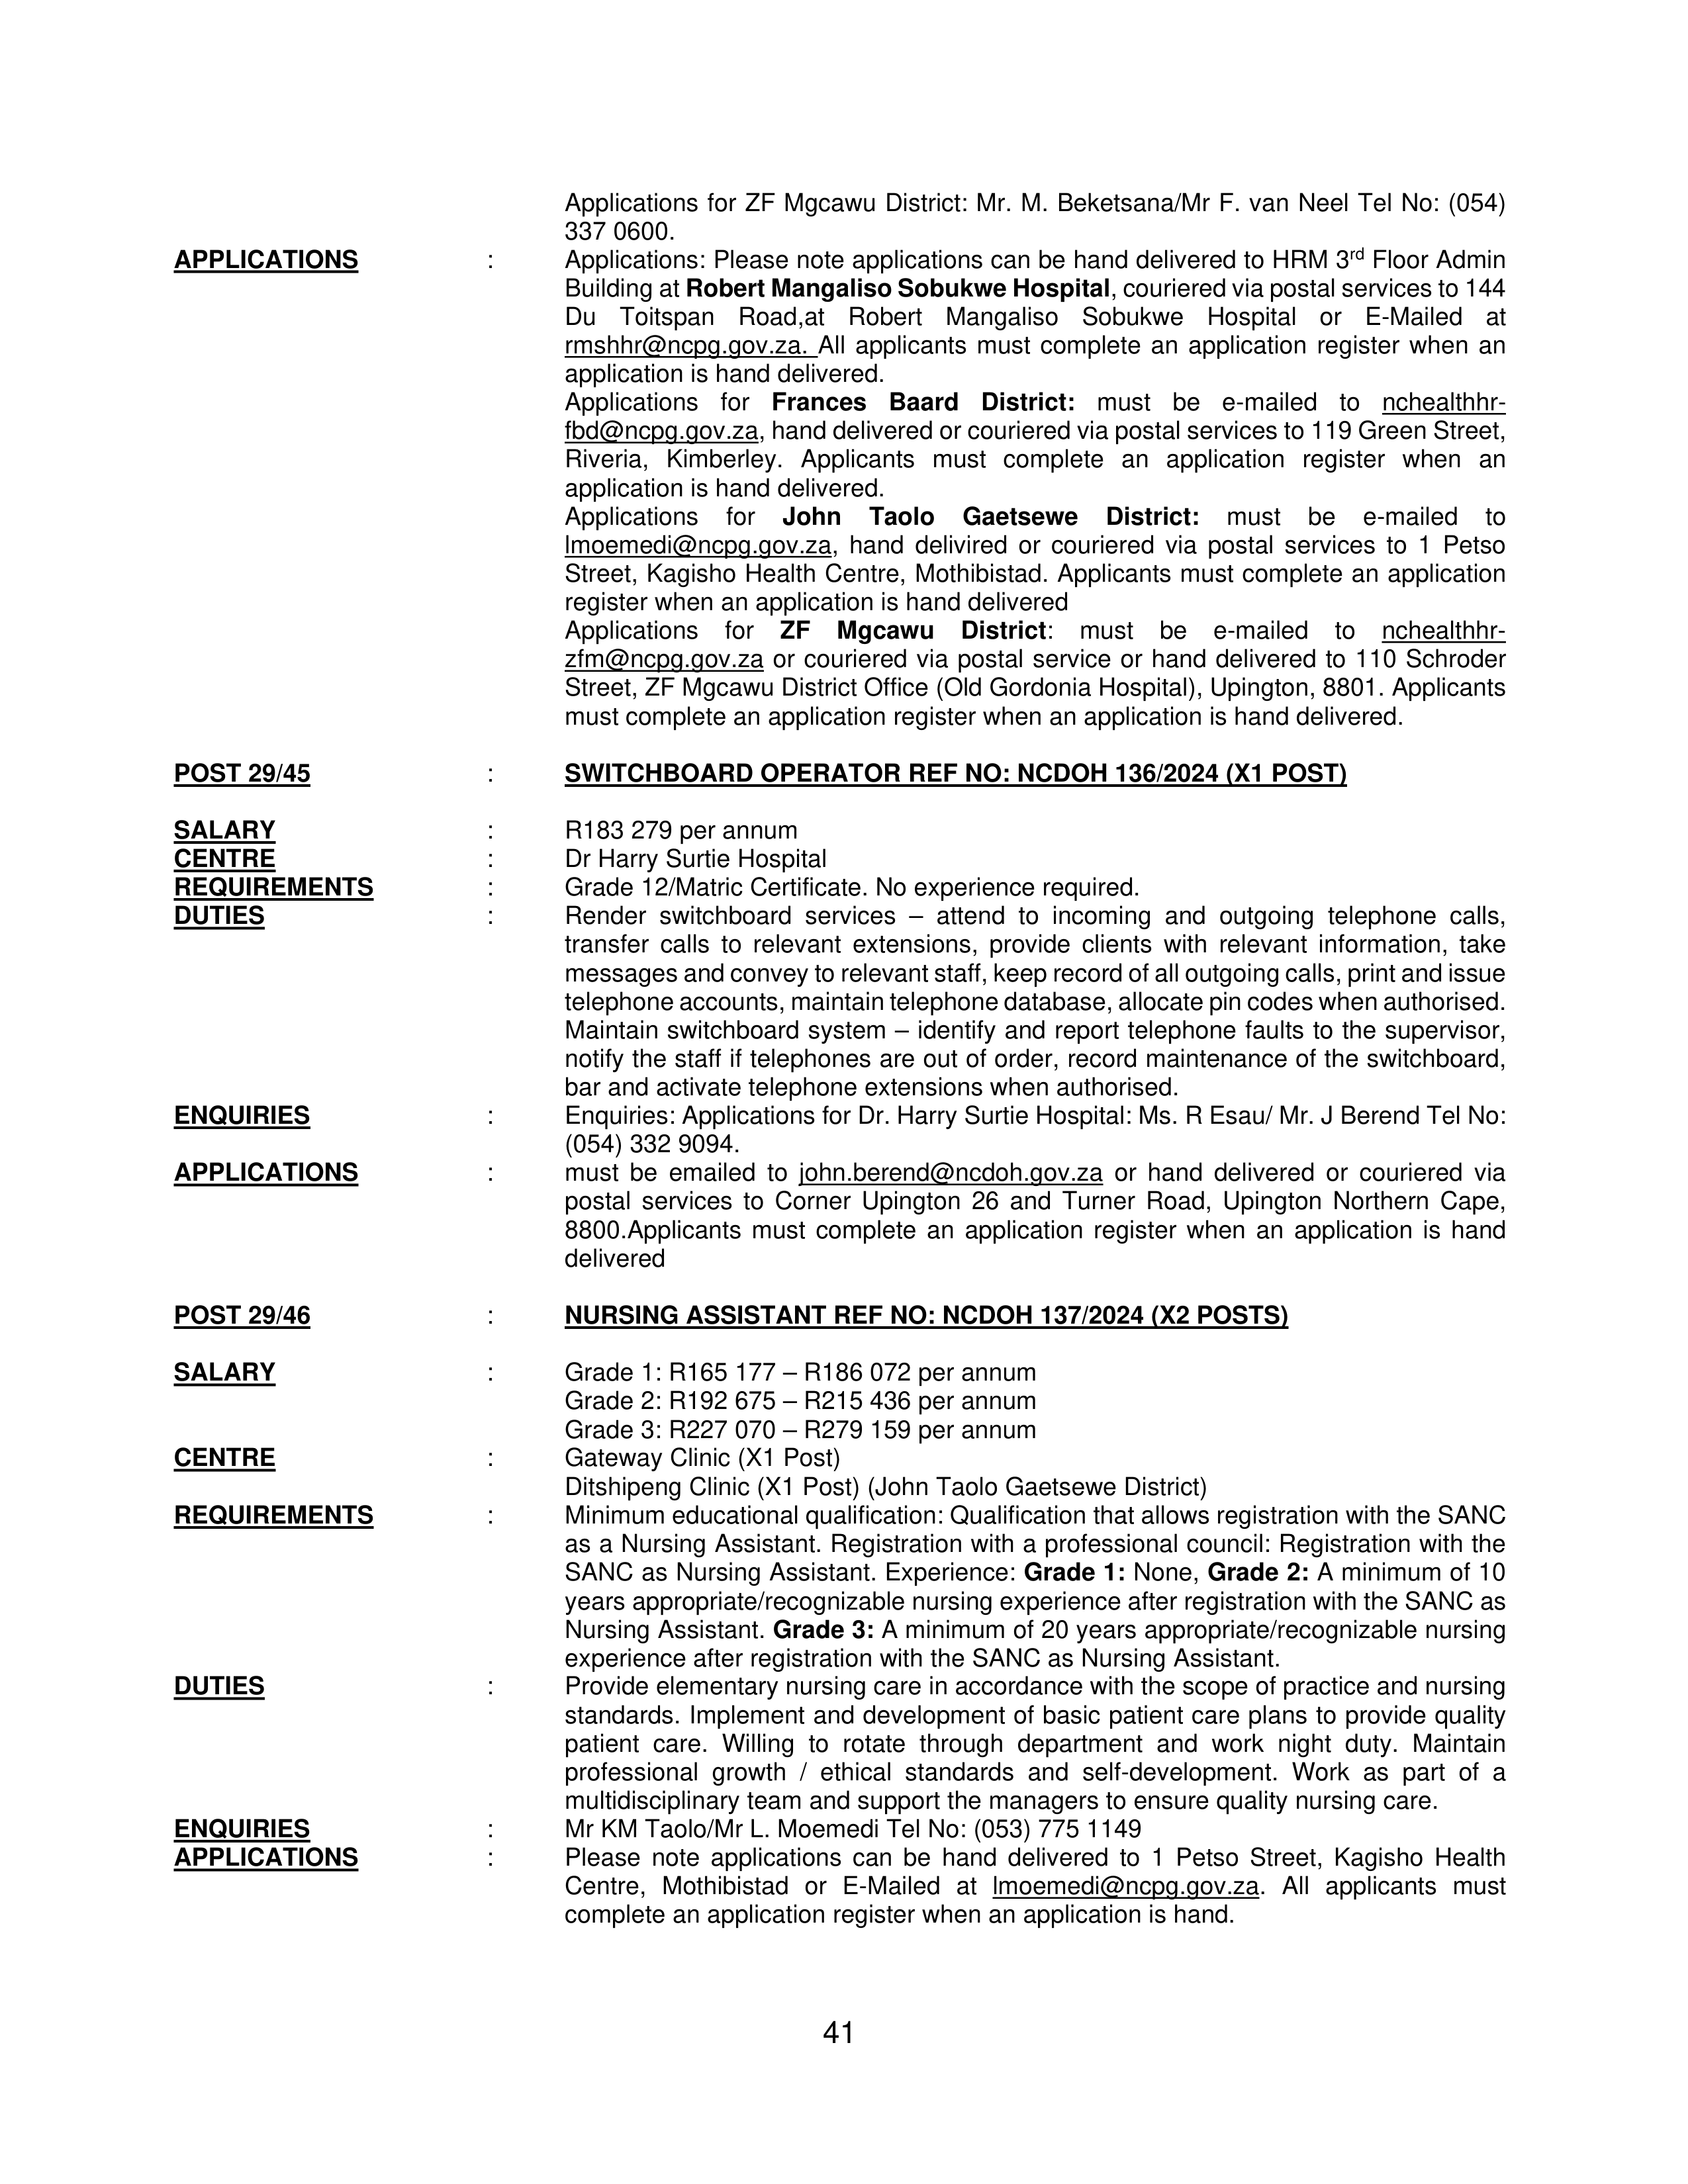 Applications for ZF Mgcawu District: Mr. M. Beketsana/Mr F. van Neel Tel No: (054)
337 0600.
APPLICATIONS : Applications: Please note applications can be hand delivered to HRM 3rd Floor Admin
Building at Robert Mangaliso Sobukwe Hospital, couriered via postal services to 144
Du Toitspan Road,at Robert Mangaliso Sobukwe Hospital or E-Mailed at
rmshhr@ncpg.gov.za. All applicants must complete an application register when an
application is hand delivered.
Applications for Frances Baard District: must be e-mailed to nchealthhr-
fbd@ncpg.gov.za, hand delivered or couriered via postal services to 119 Green Street,
Riveria, Kimberley. Applicants must complete an application register when an
application is hand delivered.
Applications for John Taolo Gaetsewe District: must be e-mailed to
lmoemedi@ncpg.gov.za, hand delivired or couriered via postal services to 1 Petso
Street, Kagisho Health Centre, Mothibistad. Applicants must complete an application
register when an application is hand delivered
Applications for ZF Mgcawu District: must be e-mailed to nchealthhr-
zfm@ncpg.gov.za or couriered via postal service or hand delivered to 110 Schroder
Street, ZF Mgcawu District Office (Old Gordonia Hospital), Upington, 8801. Applicants
must complete an application register when an application is hand delivered.
POST 29/45 : SWITCHBOARD OPERATOR REF NO: NCDOH 136/2024 (X1 POST)
SALARY : R183 279 per annum
CENTRE : Dr Harry Surtie Hospital
REQUIREMENTS : Grade 12/Matric Certificate. No experience required.
DUTIES : Render switchboard services – attend to incoming and outgoing telephone calls,
transfer calls to relevant extensions, provide clients with relevant information, take
messages and convey to relevant staff, keep record of all outgoing calls, print and issue
telephone accounts, maintain telephone database, allocate pin codes when authorised.
Maintain switchboard system – identify and report telephone faults to the supervisor,
notify the staff if telephones are out of order, record maintenance of the switchboard,
bar and activate telephone extensions when authorised.
ENQUIRIES : Enquiries: Applications for Dr. Harry Surtie Hospital: Ms. R Esau/ Mr. J Berend Tel No:
(054) 332 9094.
APPLICATIONS : must be emailed to john.berend@ncdoh.gov.za or hand delivered or couriered via
postal services to Corner Upington 26 and Turner Road, Upington Northern Cape,
8800.Applicants must complete an application register when an application is hand
delivered
POST 29/46 : NURSING ASSISTANT REF NO: NCDOH 137/2024 (X2 POSTS)
SALARY : Grade 1: R165 177 – R186 072 per annum
Grade 2: R192 675 – R215 436 per annum
Grade 3: R227 070 – R279 159 per annum
CENTRE : Gateway Clinic (X1 Post)
Ditshipeng Clinic (X1 Post) (John Taolo Gaetsewe District)
REQUIREMENTS : Minimum educational qualification: Qualification that allows registration with the SANC
as a Nursing Assistant. Registration with a professional council: Registration with the
SANC as Nursing Assistant. Experience: Grade 1: None, Grade 2: A minimum of 10
years appropriate/recognizable nursing experience after registration with the SANC as
Nursing Assistant. Grade 3: A minimum of 20 years appropriate/recognizable nursing
experience after registration with the SANC as Nursing Assistant.
DUTIES : Provide elementary nursing care in accordance with the scope of practice and nursing
standards. Implement and development of basic patient care plans to provide quality
patient care. Willing to rotate through department and work night duty. Maintain
professional growth / ethical standards and self-development. Work as part of a
multidisciplinary team and support the managers to ensure quality nursing care.
ENQUIRIES : Mr KM Taolo/Mr L. Moemedi Tel No: (053) 775 1149
APPLICATIONS : Please note applications can be hand delivered to 1 Petso Street, Kagisho Health
Centre, Mothibistad or E-Mailed at lmoemedi@ncpg.gov.za. All applicants must
complete an application register when an application is hand.
41